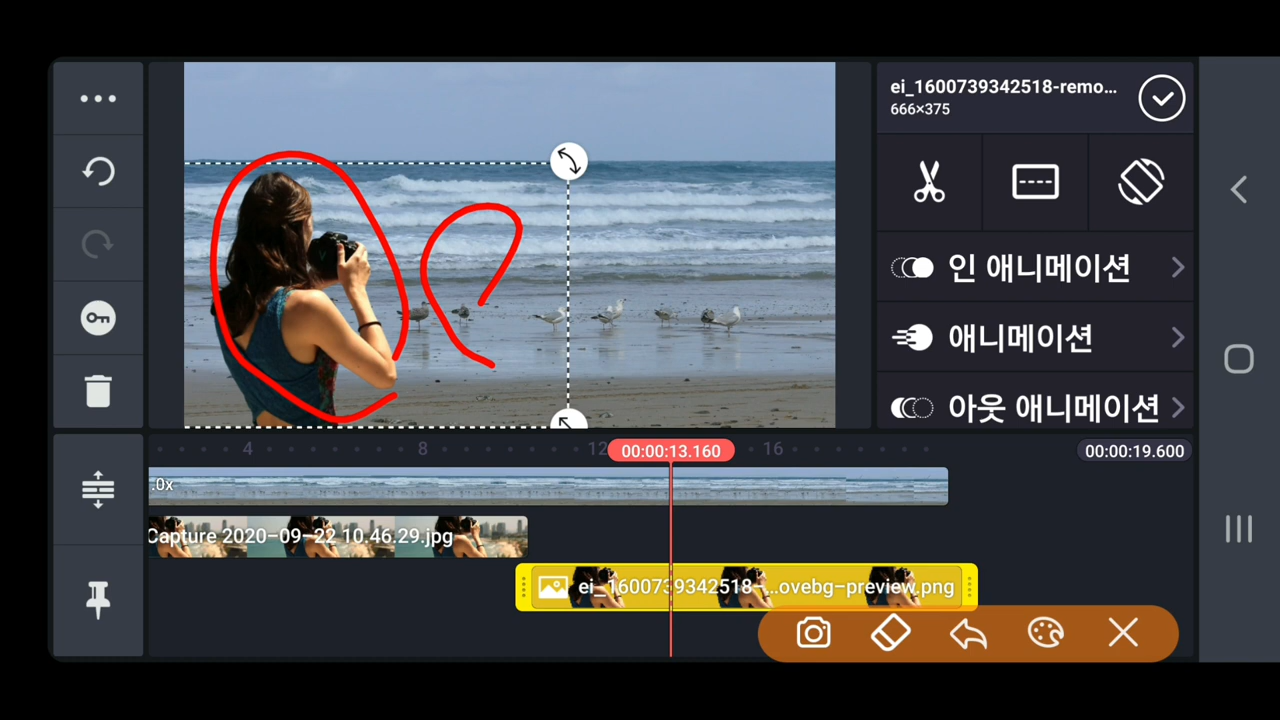 ei_1600739342518-remo...
666×375
인 애니메이션
애니메이션
아웃 애니메이션
4
8
12
00:00:13.160
16
00:00:19.600
.0x
Capture 2020-09-22 10.46.29.jpg
ei_1600739342518-...ovebg-preview.png